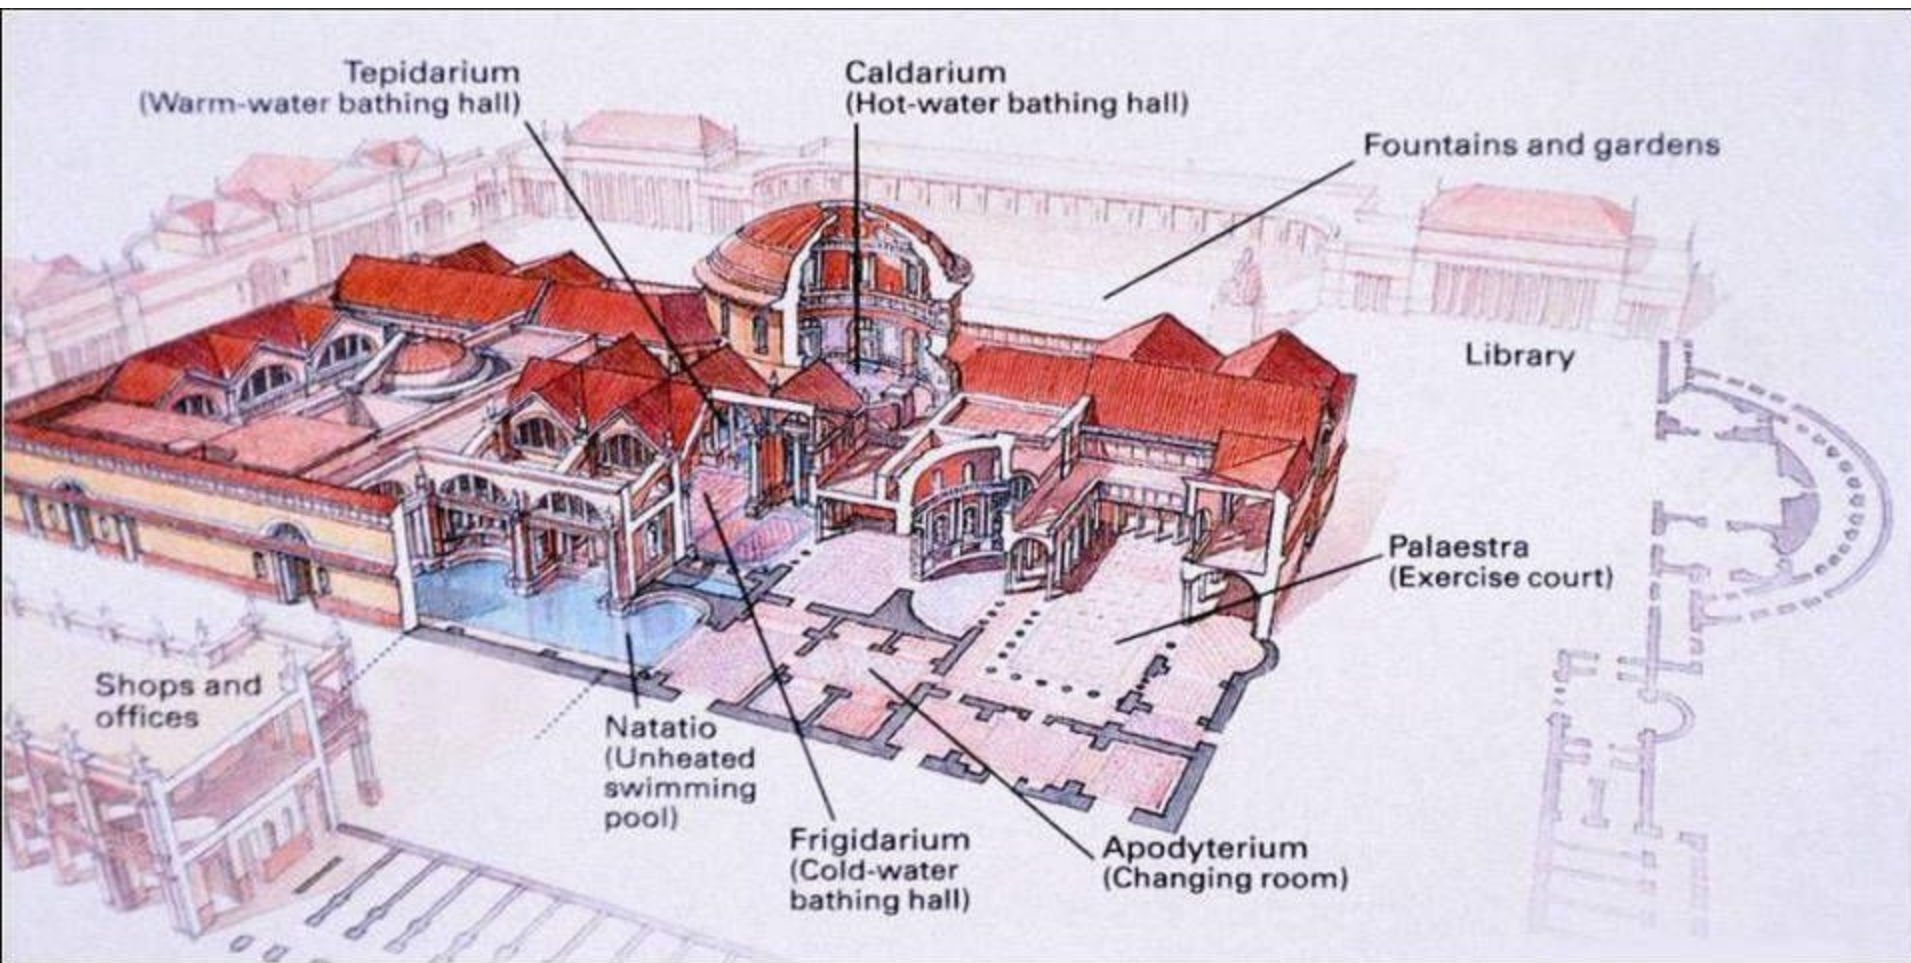 Tepidarium
(Warm-water bathing hall)
Caldarium
(Hot-water bathing hall)
Fountains and gardens
Library
Palaestra
(Exercise court)
Shops and
offices
Natatio
(Unheated
swimming
pool)
Frigidarium
(Cold-water
bathing hall)
Apodyterium
(Changing room)